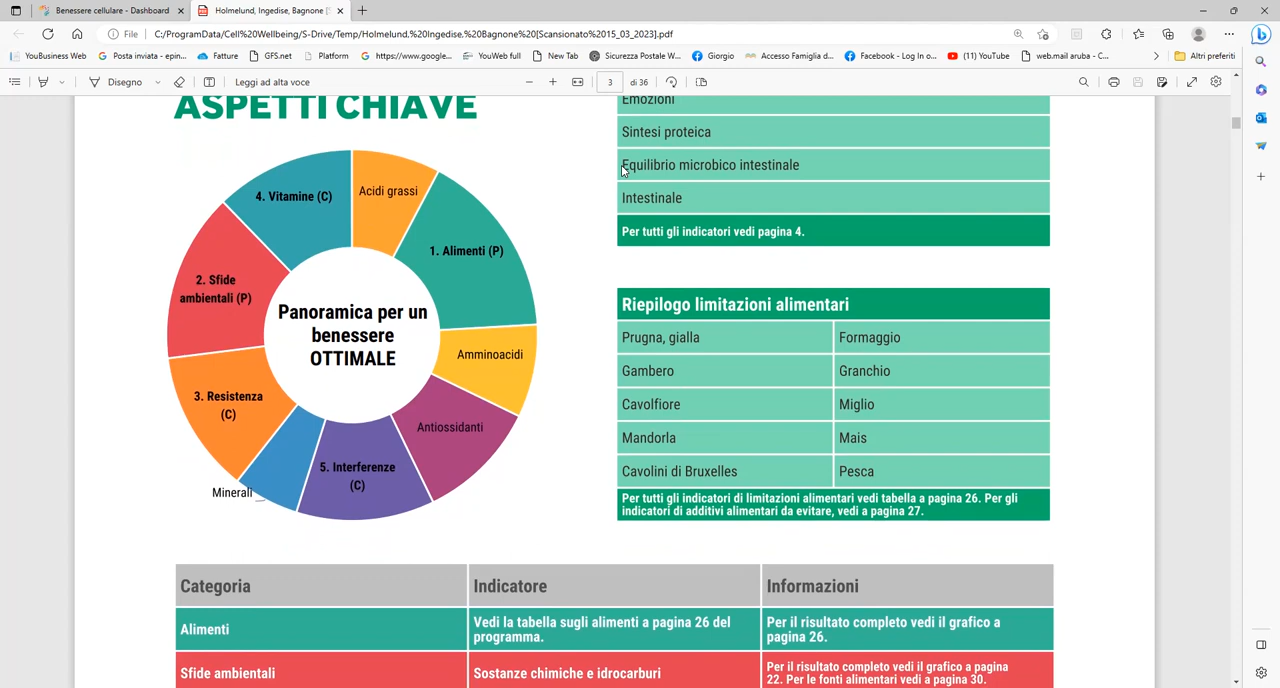 Benessere cellulare - Dashboard
Holmelund, Ingedise, Bagnone [S
File
C:/ProgramData/Cell%20Wellbeing/S-Drive/Temp/Holmelund,%20Ingedise,%20Bagnone%20[Scansionato%2015_03_2023].pdf
YouBusiness Web
Posta inviata - epin...
Fatture
GFS.net
Platform
https://www.google...
YouWeb full
New Tab
Sicurezza Postale W...
Giorgio
Accesso Famiglia d...
Facebook - Log In o...
(11) YouTube
web.mail aruba - C...
Altri preferiti
Disegno
Leggi ad alta voce
3
di 36
ASPETTI CHIAVE
4. Vitamine (C)
Acidi grassi
1. Alimenti (P)
2. Sfide
ambientali (P)
Panoramica per un
benessere
OTTIMALE
Amminoacidi
3. Resistenza
(C)
Antiossidanti
5. Interferenze
(C)
Minerali
Emozioni
Sintesi proteica
Equilibrio microbico intestinale
Intestinale
Per tutti gli indicatori vedi pagina 4.
Riepilogo limitazioni alimentari
Prugna, gialla
Formaggio
Gambero
Granchio
Cavolfiore
Miglio
Mandorla
Mais
Cavolini di Bruxelles
Pesca
Per tutti gli indicatori di limitazioni alimentari vedi tabella a pagina 26. Per gli
indicatori di additivi alimentari da evitare, vedi a pagina 27.
Categoria
Indicatore
Informazioni
Alimenti
Vedi la tabella sugli alimenti a pagina 26 del
programma.
Per il risultato completo vedi il grafico a
pagina 26.
Sfide ambientali
Sostanze chimiche e idrocarburi
Per il risultato completo vedi il grafico a pagina
22. Per le fonti alimentari vedi a pagina 30.